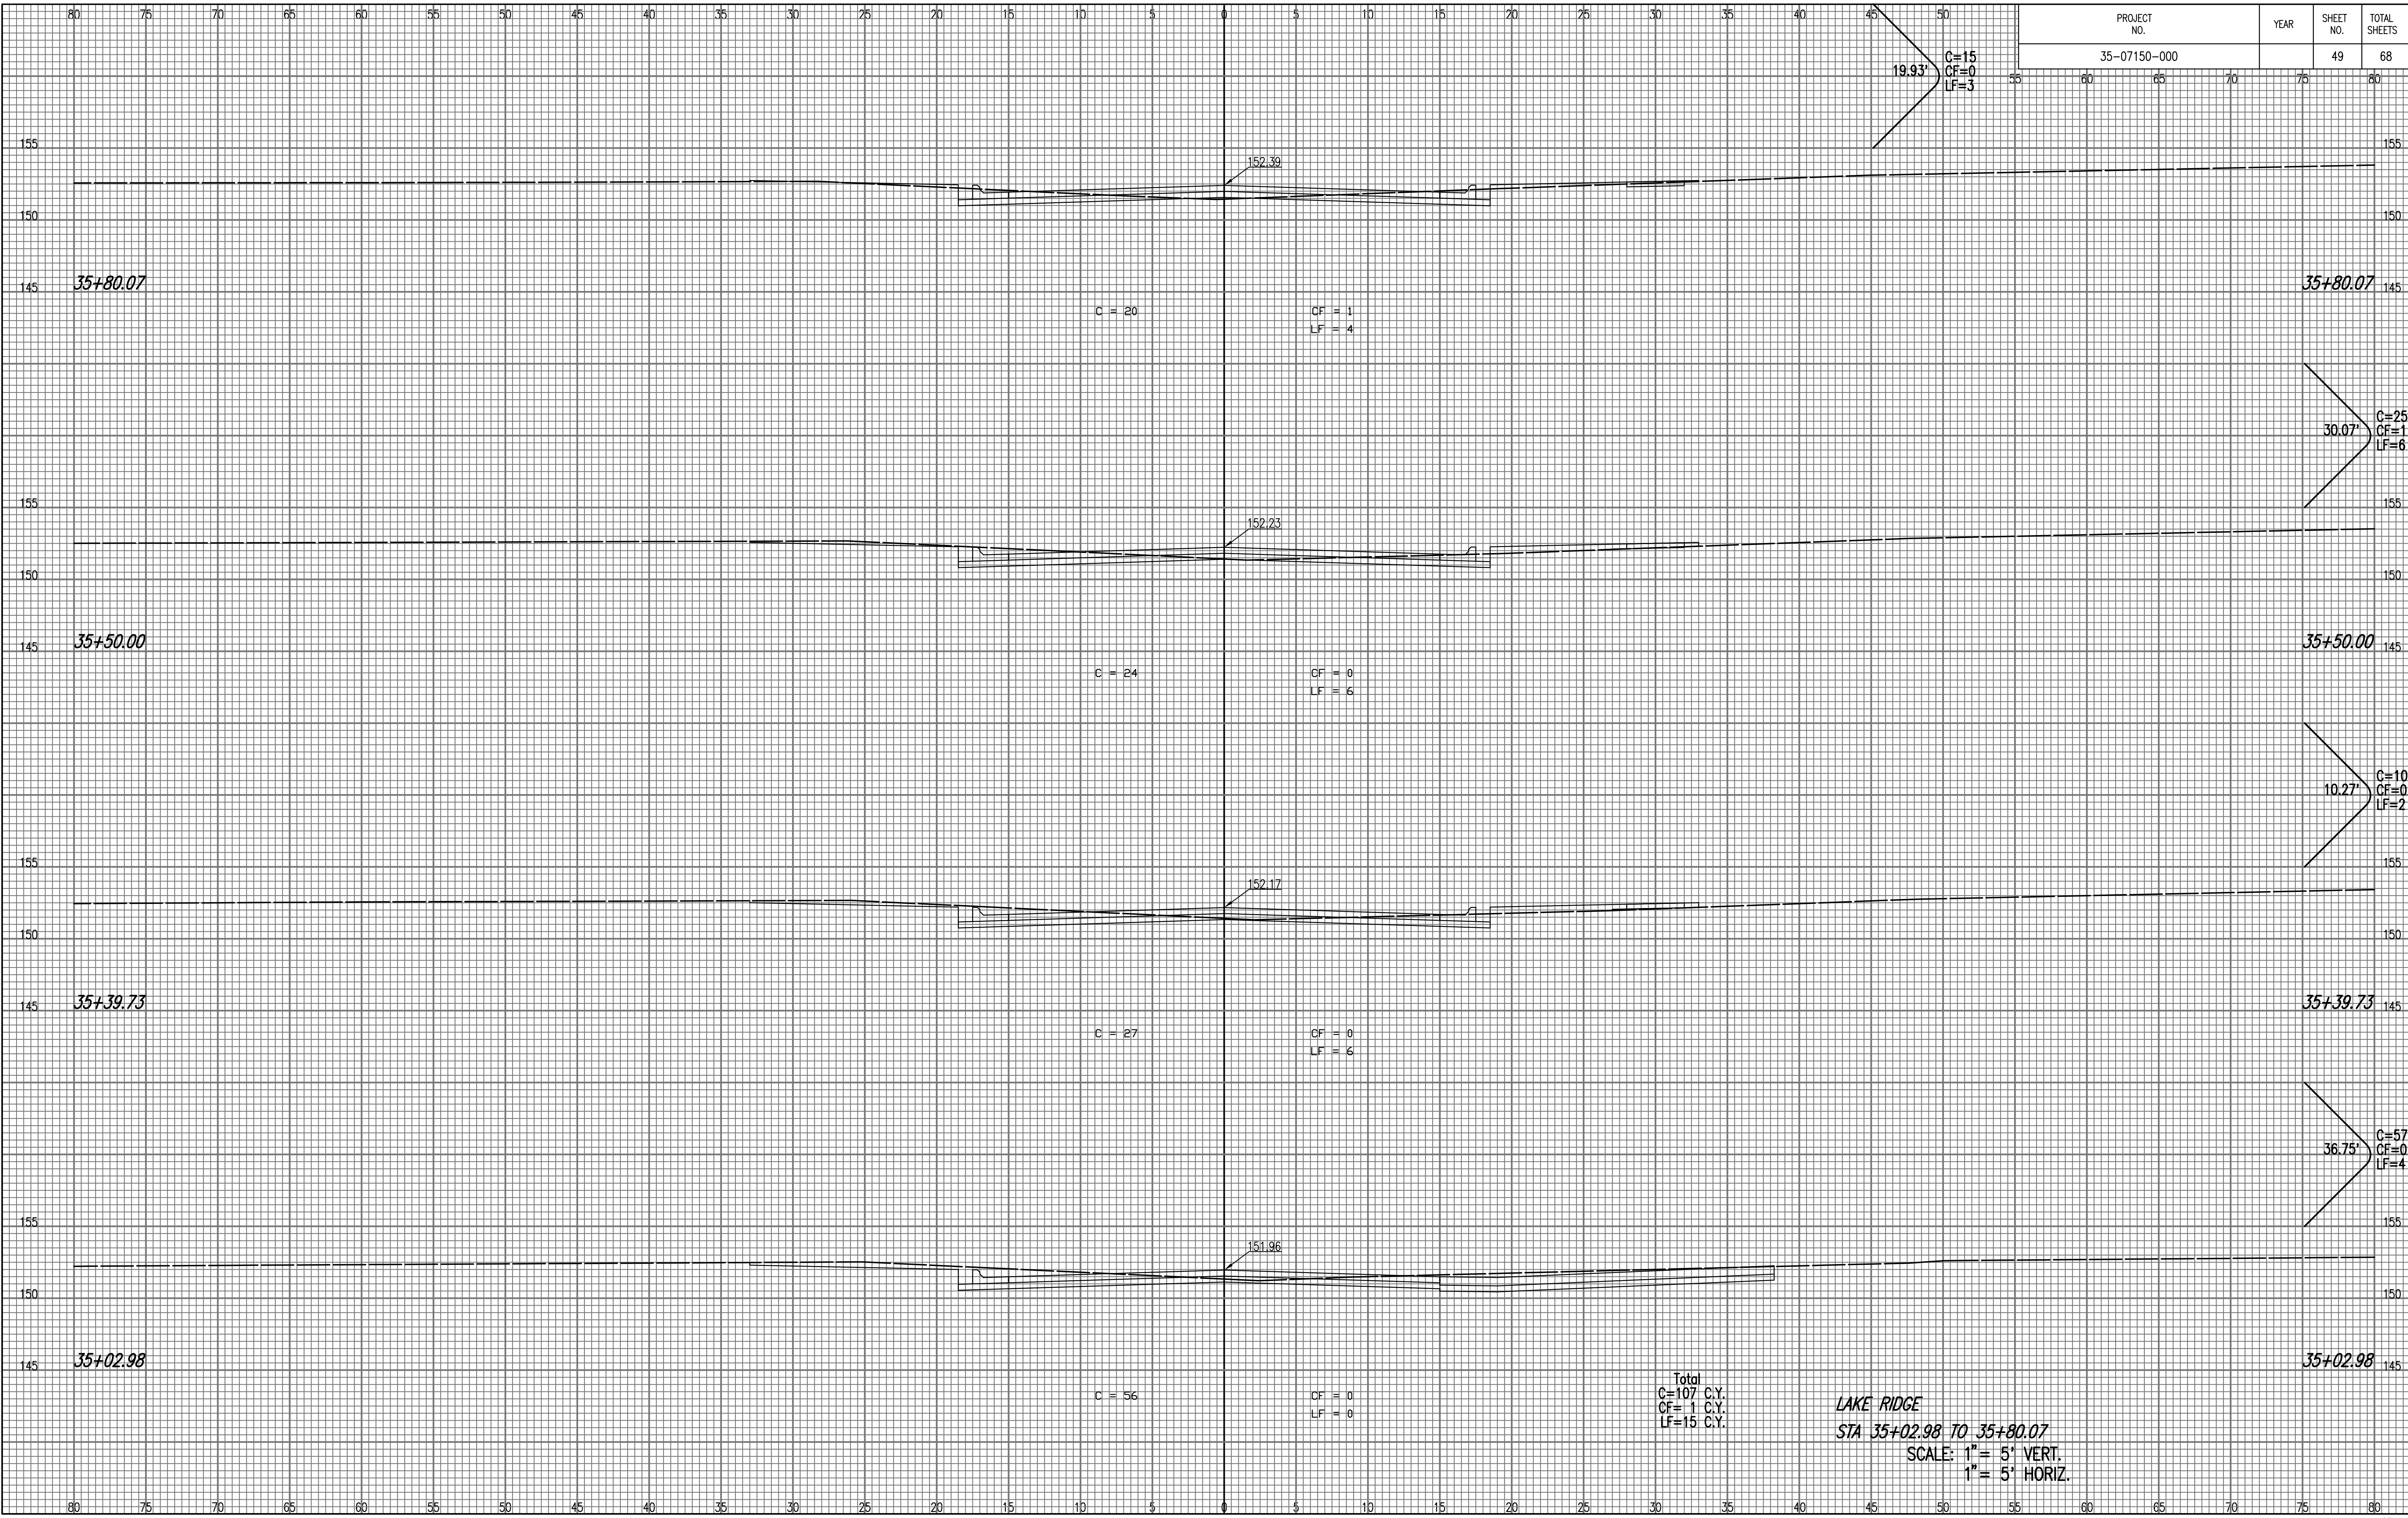 80 75 70 65 60 55 50 45 40 35 30 25 20 15 10 5 0 5 10 15 20 25 30 35 40 45 50
PROJECT NO. YEAR SHEET NO. TOTAL SHEETS
35-07150-000 49 68
55 60 65 70 75 80
19.93'
C=15
CF=0
LF=3
155 155
152.39
150 150
145 35+80.07 35+80.07 145
C = 20 CF = 1
LF = 4
30.07'
C=25
CF=1
LF=6
155 155
152.23
150 150
145 35+50.00 35+50.00 145
C = 24 CF = 0
LF = 6
10.27'
C=10
CF=0
LF=2
155 155
152.17
150 150
145 35+39.73 35+39.73 145
C = 27 CF = 0
LF = 6
36.75'
C=57
CF=0
LF=4
155 155
151.96
150 150
145 35+02.98 35+02.98 145
C = 56 CF = 0
LF = 0
Total
C=107 C.Y.
CF= 1 C.Y.
LF=15 C.Y.
LAKE RIDGE
STA 35+02.98 TO 35+80.07
SCALE: 1"= 5' VERT.
1"= 5' HORIZ.
80 75 70 65 60 55 50 45 40 35 30 25 20 15 10 5 0 5 10 15 20 25 30 35 40 45 50 55 60 65 70 75 80